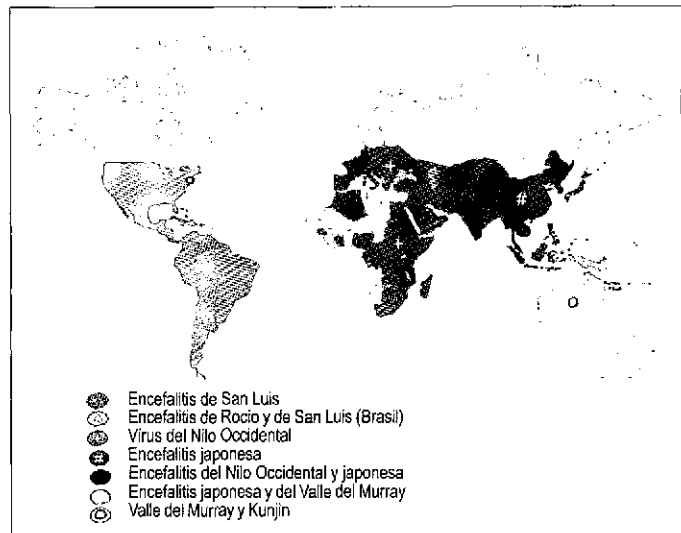 Encefalitis de San Luis
Encefalitis de Rocio y de San Luis (Brasil)
Virus del Nilo Occidental
Encefalitis japonesa
Encefalitis del Nilo Occidental y japonesa
Encefalitis japonesa y del Valle del Murray
Valle del Murray y Kunjin